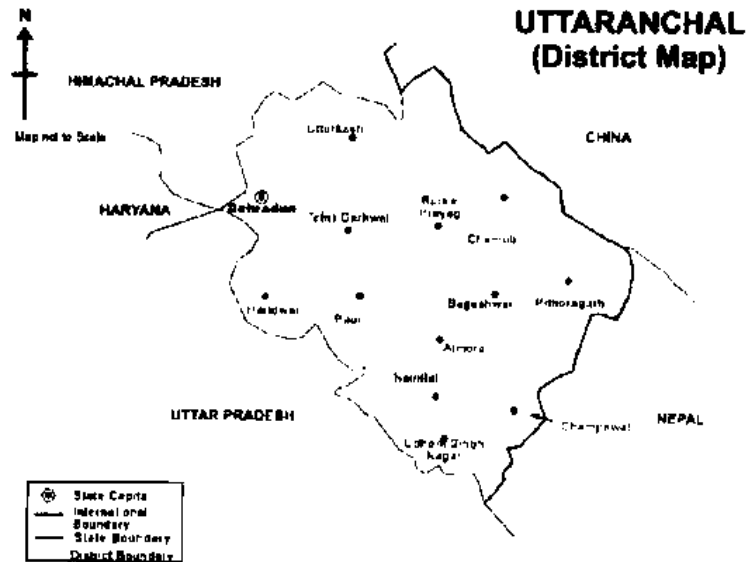 UTTARANCHAL
(District Map)
N
HIMACHAL PRADESH
Map not to Scale
CHINA
HARYANA
Uttarkashi
Dehradun
Tehri Garhwal
Rudra
Prayag
Chamoli
Haridwar
Pauri
Bageshwar
Pithoragarh
Almora
Nainital
UTTAR PRADESH
Champawat
NEPAL
Udham Singh
Nagar
State Capital
International
Boundary
State Boundary
District Boundary